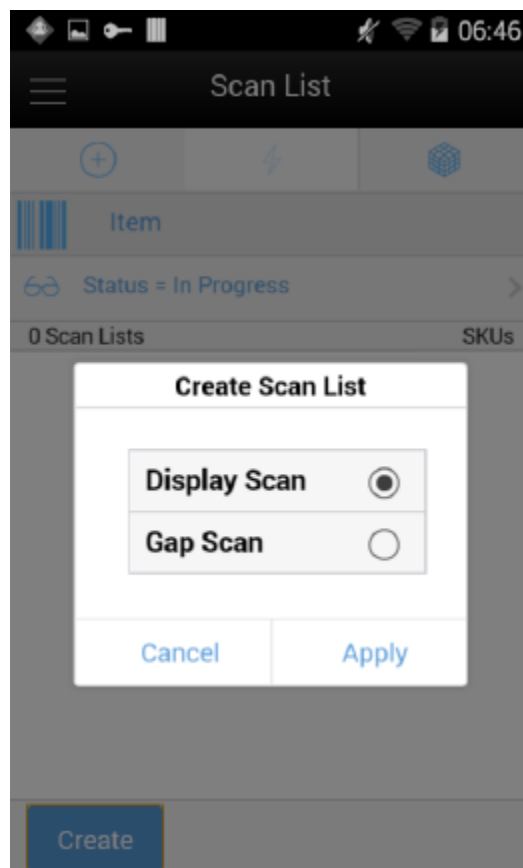 06:46
Scan List
Item
Status = In Progress
0 Scan Lists SKUs
Create Scan List
Display Scan
Gap Scan
Cancel Apply
Create